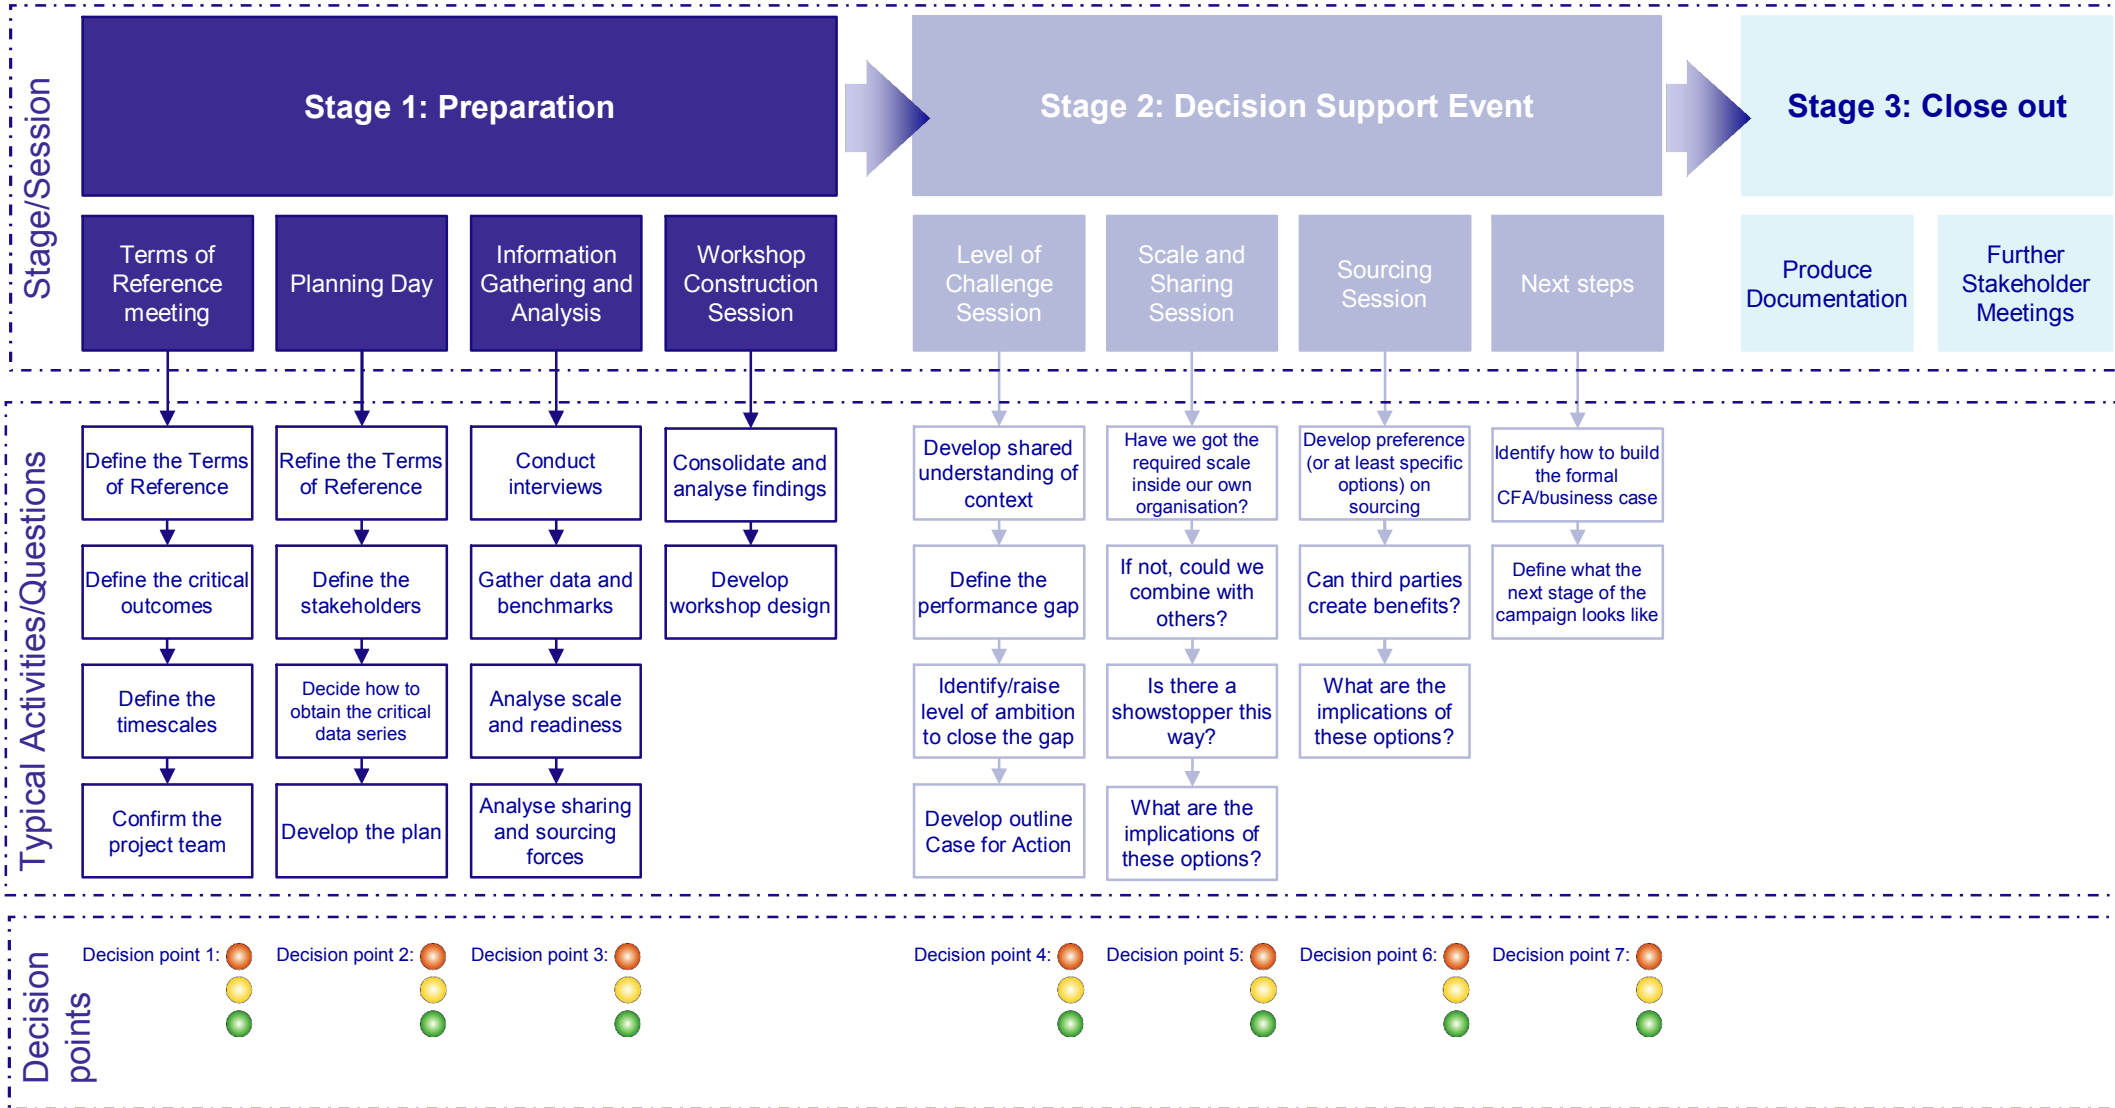 Stage/Session
Stage 1: Preparation
Stage 2: Decision Support Event
Stage 3: Close out
Terms of
Reference
meeting
Planning Day
Information
Gathering and
Analysis
Workshop
Construction
Session
Level of
Challenge
Session
Scale and
Sharing
Session
Sourcing
Session
Next steps
Produce
Documentation
Further
Stakeholder
Meetings
Typical Activities/Questions
Define the Terms
of Reference
Define the critical
outcomes
Define the
timescales
Confirm the
project team
Refine the Terms
of Reference
Define the
stakeholders
Decide how to
obtain the critical
data series
Develop the plan
Conduct
interviews
Gather data and
benchmarks
Analyse scale
and readiness
Analyse sharing
and sourcing
forces
Consolidate and
analyse findings
Develop
workshop design
Develop shared
understanding of
context
Define the
performance gap
Identify/raise
level of ambition
to close the gap
Develop outline
Case for Action
Have we got the
required scale
inside our own
organisation?
If not, could we
combine with
others?
Is there a
showstopper this
way?
What are the
implications of
these options?
Develop preference
(or at least specific
options) on
sourcing
Can third parties
create benefits?
What are the
implications of
these options?
Identify how to build
the formal
CFA/business case
Define what the
next stage of the
campaign looks like
Decision
points
Decision point 1:
Decision point 2:
Decision point 3:
Decision point 4:
Decision point 5:
Decision point 6:
Decision point 7: